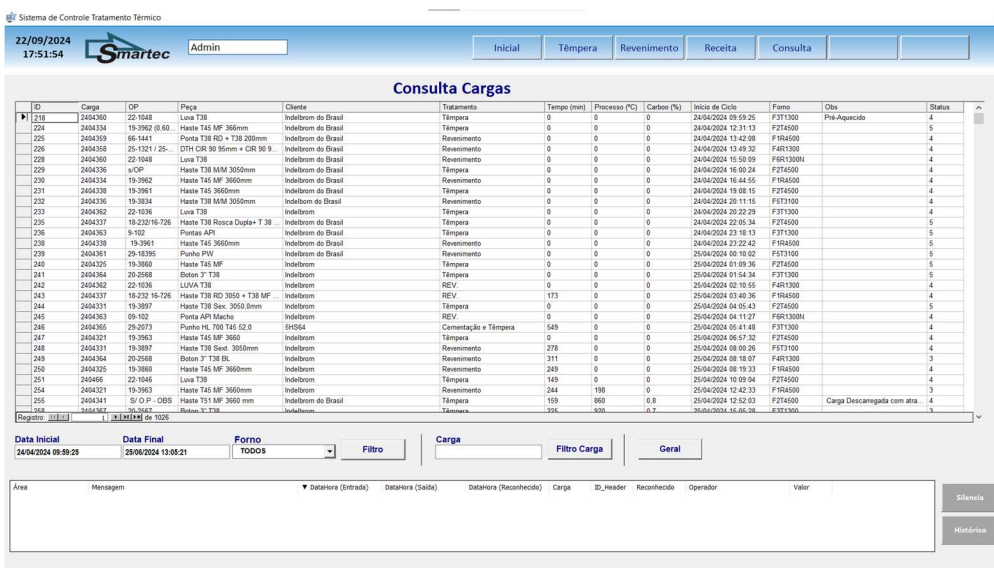 Sistema de Controle Tratamento Térmico
22/09/2024
17:51:54
Smartec
Admin
Inicial Têmpera Revenimento Receita Consulta
Consulta Cargas
ID Carga OP Peça Cliente Tratamento Tempo (min) Processo (ºC) Carboo (%) Início de Ciclo Forno Obs Status
218 2404360 22-1048 Luva T38 Indelbrom do Brasil Têmpera 0 0 0 24/04/2024 09:59:25 F3T1300 Pré-Aquecido 4
224 2404334 19-3962 (0,60... Haste T45 MF 366mm Indelbrom do Brasil Têmpera 0 0 0 24/04/2024 12:31:13 F2T4500 5
225 2404359 66-1441 Ponta T38 RD + T38 200mm Indelbrom do Brasil Revenimento 0 0 0 24/04/2024 13:42:08 F1R4500 4
226 2404358 25-1321 / 25-... DTH CIR 90 95mm + CIR 90 9... Indelbrom do Brasil Revenimento 0 0 0 24/04/2024 13:49:32 F4R1300 4
228 2404360 22-1048 Luva T38 Indelbrom do Brasil Revenimento 0 0 0 24/04/2024 15:50:09 F6R1300N 4
229 2404336 s/OP Haste T38 M/M 3050mm Indelbrom do Brasil Têmpera 0 0 0 24/04/2024 16:00:24 F2T4500 5
230 2404334 19-3962 Haste T45 MF 3660mm Indelbrom do Brasil Revenimento 0 0 0 24/04/2024 16:44:55 F1R4500 4
231 2404338 19-3961 Haste T45 3660mm Indelbrom do Brasil Têmpera 0 0 0 24/04/2024 19:08:15 F2T4500 4
232 2404336 19-3834 Haste T38 M/M 3050mm Indelbom do Brasil Revenimento 0 0 0 24/04/2024 20:11:15 F5T3100 4
233 2404362 22-1036 Luva T38 Indelbrom Têmpera 0 0 0 24/04/2024 20:22:29 F3T1300 4
235 2404337 18-232/16-726 Haste T38 Rosca Dupla+ T 38 ... Indelbrom do Brasil Têmpera 0 0 0 24/04/2024 22:05:34 F2T4500 5
236 2404363 9-102 Pontas API Indelbrom do Brasil Têmpera 0 0 0 24/04/2024 23:18:13 F3T1300 5
238 2404338 19-3961 Haste T45 3660mm Indelbrom do Brasil Revenimento 0 0 0 24/04/2024 23:22:42 F1R4500 5
239 2404361 29-18395 Punho PW Indelbrom do Brasil Revenimento 0 0 0 25/04/2024 00:10:02 F5T3100 5
240 2404325 19-3860 Haste T45 MF Indelbrom Têmpera 0 0 0 25/04/2024 01:09:36 F2T4500 5
241 2404364 20-2568 Boton 3" T38 Indelbrom Têmpera 0 0 0 25/04/2024 01:54:34 F3T1300 5
242 2404362 22-1036 LUVA T38 Indelbrom REV. 0 0 0 25/04/2024 02:10:55 F4R1300 4
243 2404337 18-232 16-726 Haste T38 RD 3050 + T38 MF ... Indelbrom REV. 173 0 0 25/04/2024 03:40:36 F1R4500 4
244 2404331 19-3897 Haste T38 Sex. 3050,0mm Indelbrom Têmpera 0 0 0 25/04/2024 04:05:43 F2T4500 5
245 2404363 09-102 Ponta API Macho Indelbrom REV. 0 0 0 25/04/2024 04:11:27 F6R1300N 4
246 2404365 29-2073 Punho HL 700 T45 52,0 5HS64 Cementação e Têmpera 549 0 0 25/04/2024 05:41:48 F3T1300 4
247 2404321 19-3963 Haste T45 MF 3660 Indelbrom Têmpera 0 0 0 25/04/2024 06:57:32 F2T4500 4
248 2404331 19-3897 Haste T38 Sext. 3050mm Indelbrom Revenimento 278 0 0 25/04/2024 08:00:26 F5T3100 4
249 2404364 20-2568 Boton 3" T38 BL Indelbrom Revenimento 311 0 0 25/04/2024 08:18:07 F4R1300 3
250 2404325 19-3860 Haste T45 MF 3660mm Indelbrom Revenimento 249 0 0 25/04/2024 08:19:33 F1R4500 4
251 240466 22-1046 Luva T38 Indelbrom Têmpera 149 0 0 25/04/2024 10:09:04 F2T4500 4
254 2404321 19-3963 Haste T45 MF 3660mm Indelbrom Revenimento 244 198 0 25/04/2024 12:42:33 F1R4500 3
255 2404341 S/ O.P - OBS Haste T51 MF 3660 mm Indelbrom Têmpera 159 860 0,8 25/04/2024 12:52:03 F2T4500 Carga Descarregada com atra... 4
258 2404367 20-2567 Boton 3" T38 Indelbrom Têmpera 225 920 0,7 25/04/2024 15:05:28 F3T1300 3
Registro: 1 de 1026
Data Inicial Data Final Forno Carga
24/04/2024 09:59:25 25/06/2024 13:05:21 TODOS Filtro Filtro Carga Geral
Área Mensagem ▼ DataHora (Entrada) DataHora (Saída) DataHora (Reconhecido) Carga ID_Header Reconhecido Operador Valor
Silencia
Histórico